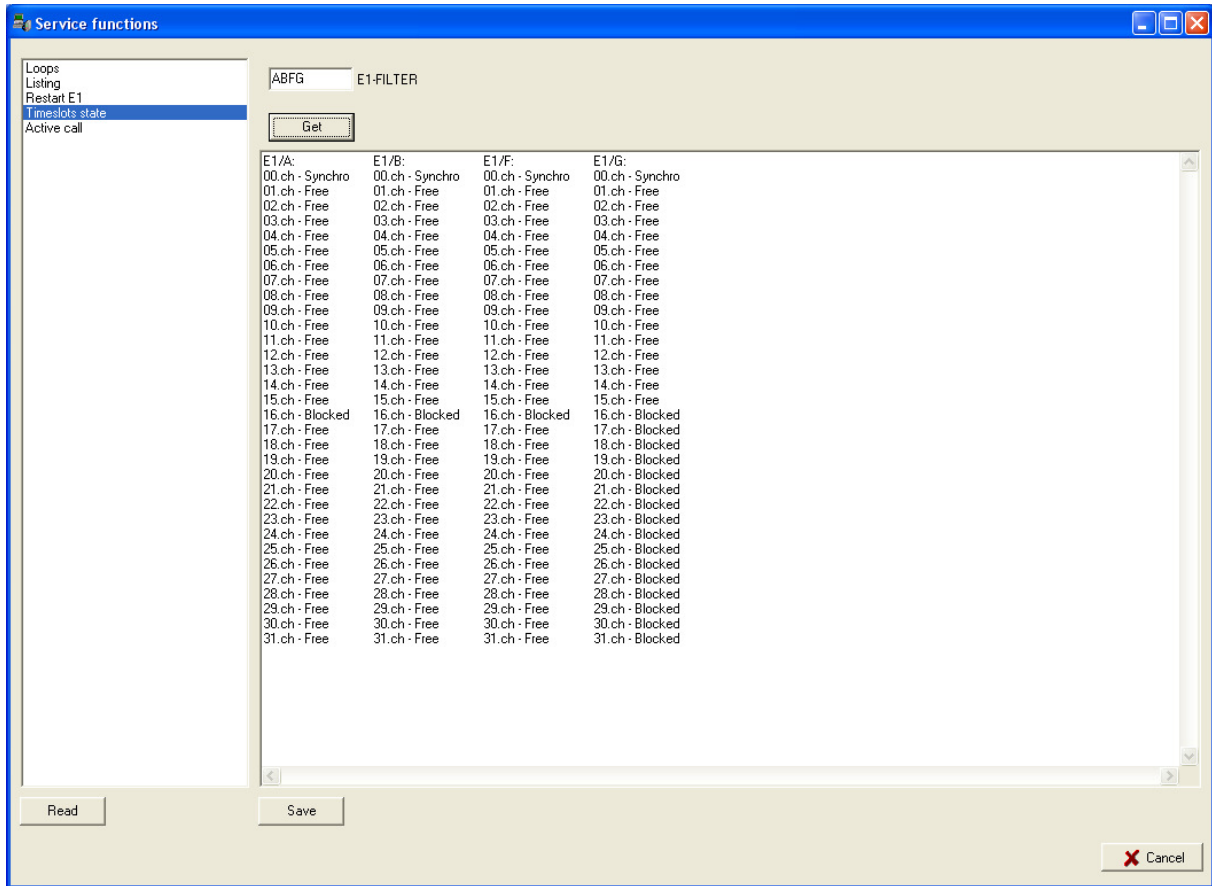 Service functions
Loops
Listing
Restart E1
Timeslots state
Active call
ABFG E1-FILTER
Get
E1/A: E1/B: E1/F: E1/G:
00.ch - Synchro 00.ch - Synchro 00.ch - Synchro 00.ch - Synchro
01.ch - Free 01.ch - Free 01.ch - Free 01.ch - Free
02.ch - Free 02.ch - Free 02.ch - Free 02.ch - Free
03.ch - Free 03.ch - Free 03.ch - Free 03.ch - Free
04.ch - Free 04.ch - Free 04.ch - Free 04.ch - Free
05.ch - Free 05.ch - Free 05.ch - Free 05.ch - Free
06.ch - Free 06.ch - Free 06.ch - Free 06.ch - Free
07.ch - Free 07.ch - Free 07.ch - Free 07.ch - Free
08.ch - Free 08.ch - Free 08.ch - Free 08.ch - Free
09.ch - Free 09.ch - Free 09.ch - Free 09.ch - Free
10.ch - Free 10.ch - Free 10.ch - Free 10.ch - Free
11.ch - Free 11.ch - Free 11.ch - Free 11.ch - Free
12.ch - Free 12.ch - Free 12.ch - Free 12.ch - Free
13.ch - Free 13.ch - Free 13.ch - Free 13.ch - Free
14.ch - Free 14.ch - Free 14.ch - Free 14.ch - Free
15.ch - Free 15.ch - Free 15.ch - Free 15.ch - Free
16.ch - Blocked 16.ch - Blocked 16.ch - Blocked 16.ch - Blocked
17.ch - Free 17.ch - Free 17.ch - Free 17.ch - Blocked
18.ch - Free 18.ch - Free 18.ch - Free 18.ch - Blocked
19.ch - Free 19.ch - Free 19.ch - Free 19.ch - Blocked
20.ch - Free 20.ch - Free 20.ch - Free 20.ch - Blocked
21.ch - Free 21.ch - Free 21.ch - Free 21.ch - Blocked
22.ch - Free 22.ch - Free 22.ch - Free 22.ch - Blocked
23.ch - Free 23.ch - Free 23.ch - Free 23.ch - Blocked
24.ch - Free 24.ch - Free 24.ch - Free 24.ch - Blocked
25.ch - Free 25.ch - Free 25.ch - Free 25.ch - Blocked
26.ch - Free 26.ch - Free 26.ch - Free 26.ch - Blocked
27.ch - Free 27.ch - Free 27.ch - Free 27.ch - Blocked
28.ch - Free 28.ch - Free 28.ch - Free 28.ch - Blocked
29.ch - Free 29.ch - Free 29.ch - Free 29.ch - Blocked
30.ch - Free 30.ch - Free 30.ch - Free 30.ch - Blocked
31.ch - Free 31.ch - Free 31.ch - Free 31.ch - Blocked
Read Save
Cancel